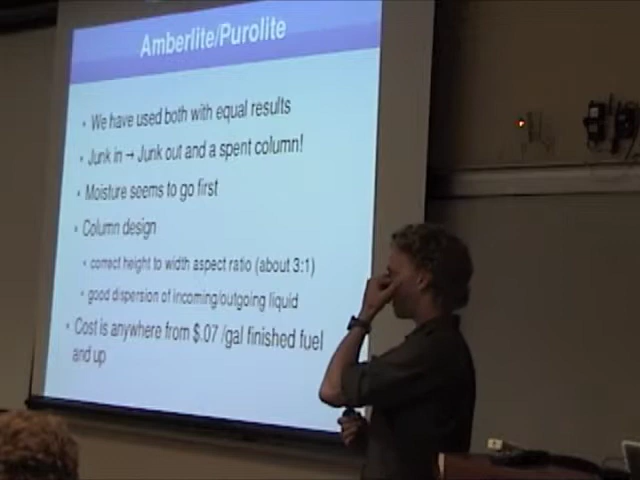 Amberlite/Purolite
• We have used both with equal results
• Junk in → Junk out and a spent column!
• Moisture seems to go first
• Column design
• correct height to width aspect ratio (about 3:1)
• good dispersion of incoming/outgoing liquid
• Cost is anywhere from $.07 /gal finished fuel
and up